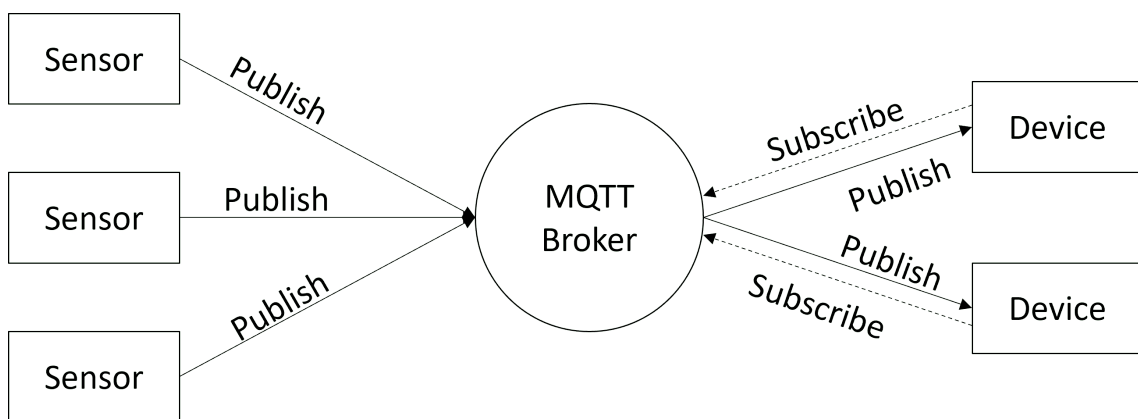 Sensor
Publish
Sensor
Publish
Sensor
Publish
MQTT
Broker
Subscribe
Publish
Device
Publish
Subscribe
Device